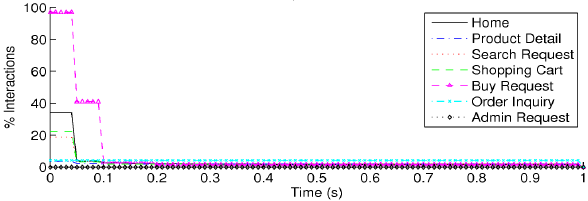 100
80
60
40
20
0
% Interactions
0 0.1 0.2 0.3 0.4 0.5 0.6 0.7 0.8 0.9 1
Time (s)
Home
Product Detail
Search Request
Shopping Cart
Buy Request
Order Inquiry
Admin Request